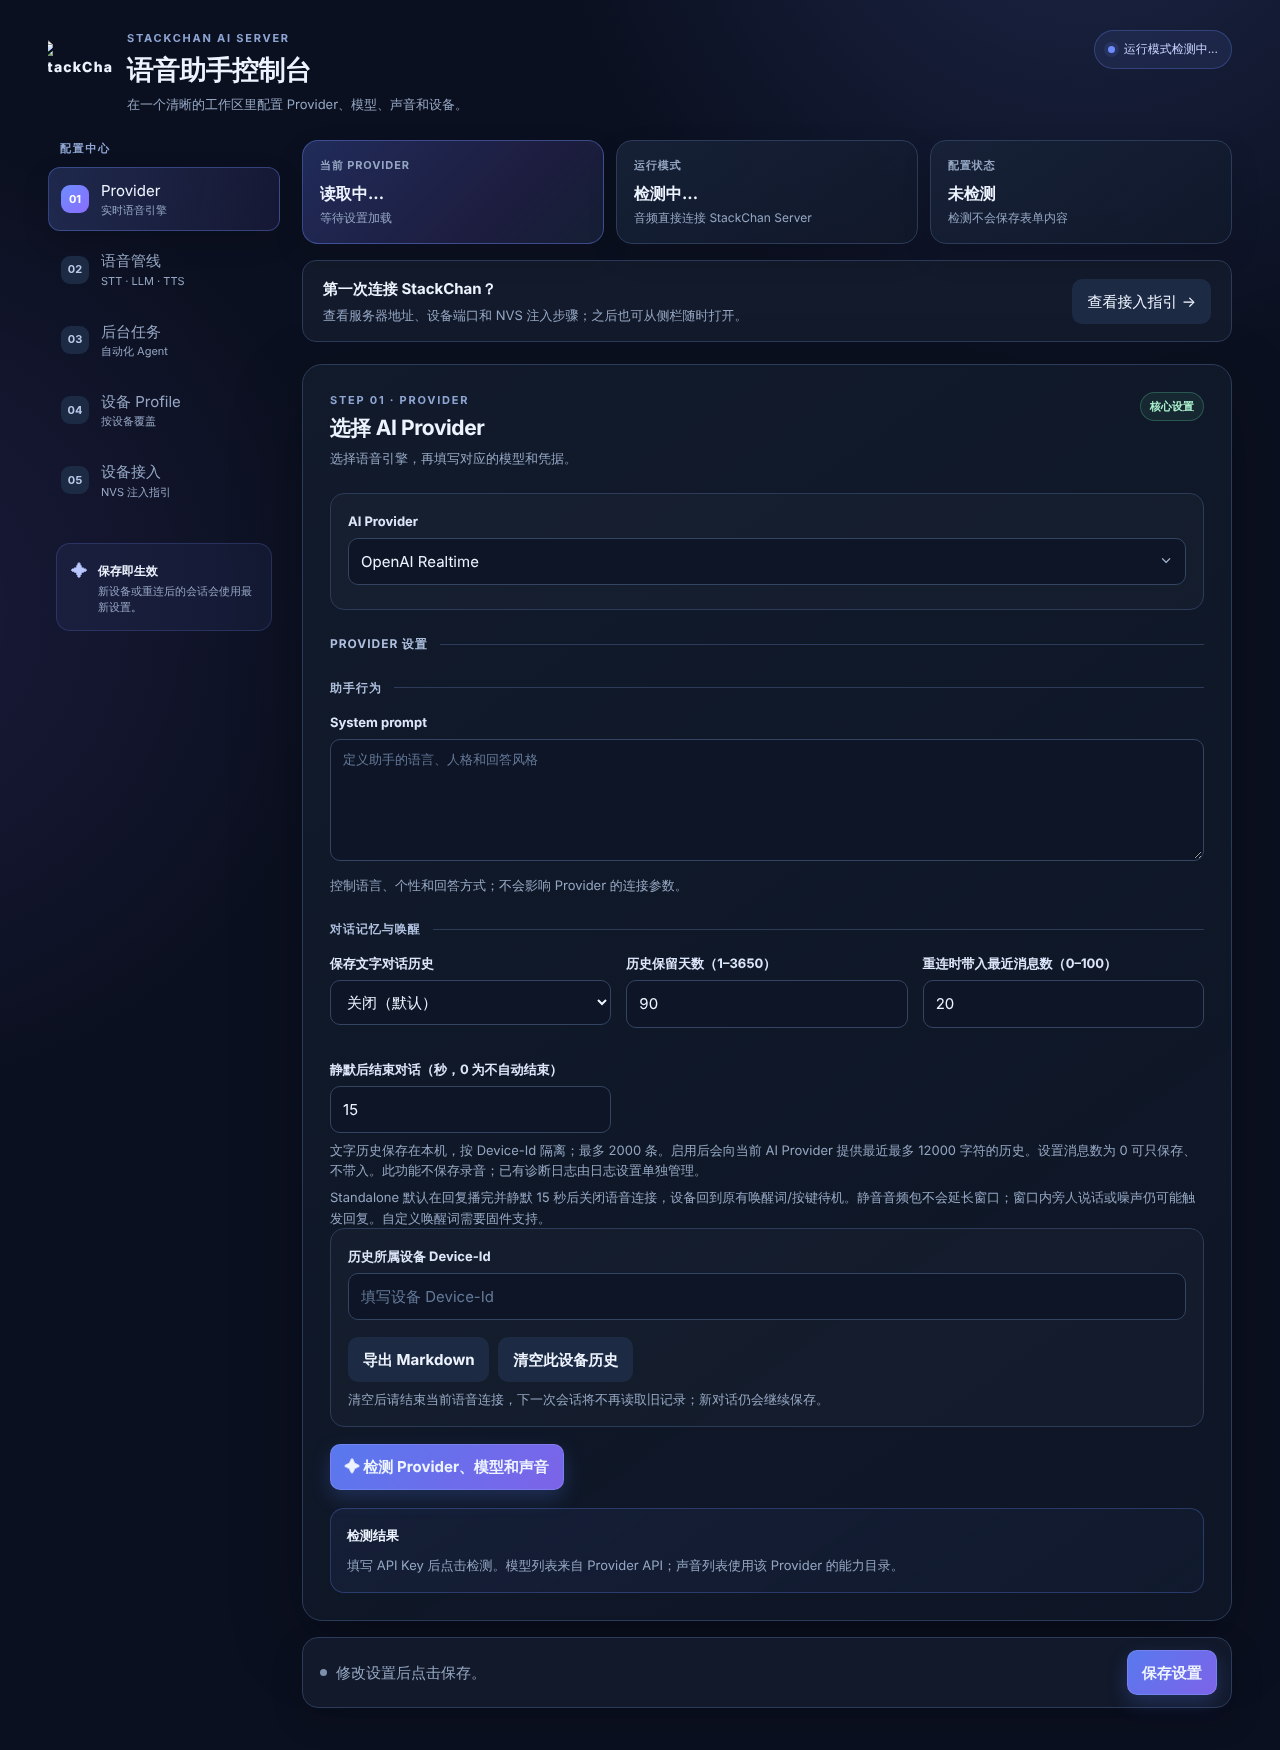 tackCha
STACKCHAN AI SERVER
语音助手控制台
在一个清晰的工作区里配置 Provider、模型、声音和设备。
运行模式检测中...
配置中心
01
Provider
实时语音引擎
02
语音管线
STT · LLM · TTS
03
后台任务
自动化 Agent
04
设备 Profile
按设备覆盖
05
设备接入
NVS 注入指引
保存即生效
新设备或重连后的会话会使用最
新设置。
当前 PROVIDER
读取中...
等待设置加载
运行模式
检测中...
音频直接连接 StackChan Server
配置状态
未检测
检测不会保存表单内容
第一次连接 StackChan？
查看服务器地址、设备端口和 NVS 注入步骤；之后也可从侧栏随时打开。
查看接入指引 →
STEP 01 · PROVIDER
选择 AI Provider
选择语音引擎，再填写对应的模型和凭据。
核心设置
AI Provider
OpenAI Realtime
PROVIDER 设置
助手行为
System prompt
定义助手的语言、人格和回答风格
控制语言、个性和回答方式；不会影响 Provider 的连接参数。
对话记忆与唤醒
保存文字对话历史
关闭（默认）
历史保留天数（1–3650）
90
重连时带入最近消息数（0–100）
20
静默后结束对话（秒，0 为不自动结束）
15
文字历史保存在本机，按 Device-Id 隔离；最多 2000 条。启用后会向当前 AI Provider 提供最近最多 12000 字符的历史。设置消息数为 0 可只保存、
不带入。此功能不保存录音；已有诊断日志由日志设置单独管理。
Standalone 默认在回复播完并静默 15 秒后关闭语音连接，设备回到原有唤醒词/按键待机。静音音频包不会延长窗口；窗口内旁人说话或噪声仍可能触
发回复。自定义唤醒词需要固件支持。
历史所属设备 Device-Id
填写设备 Device-Id
导出 Markdown
清空此设备历史
清空后请结束当前语音连接，下一次会话将不再读取旧记录；新对话仍会继续保存。
✦ 检测 Provider、模型和声音
检测结果
填写 API Key 后点击检测。模型列表来自 Provider API；声音列表使用该 Provider 的能力目录。
修改设置后点击保存。
保存设置